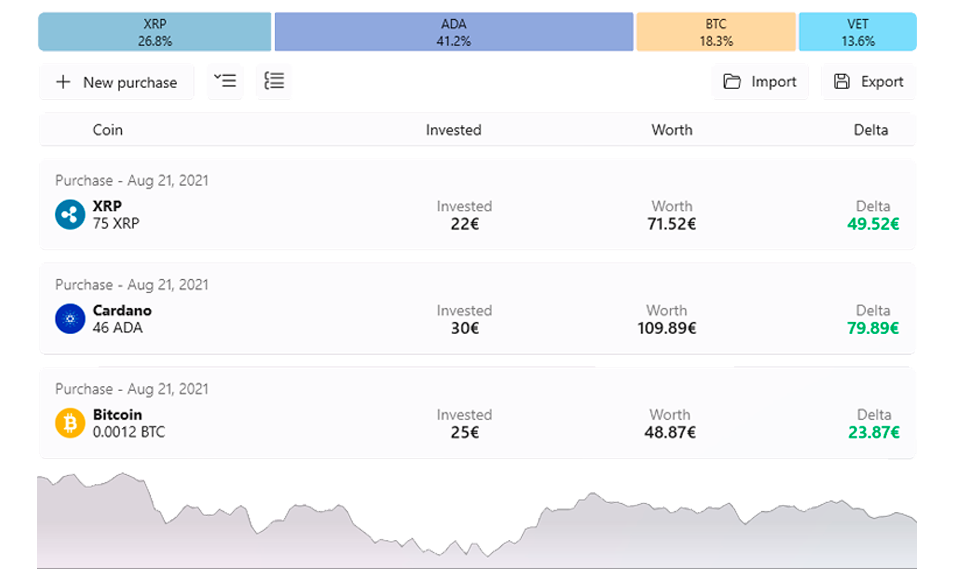 XRP ADA BTC VET
26.8% 41.2% 18.3% 13.6%
New purchase Import Export
Coin Invested Worth Delta
Purchase - Aug 21, 2021
XRP Invested Worth Delta
75 XRP 22€ 71.52€ 49.52€
Purchase - Aug 21, 2021
Cardano Invested Worth Delta
46 ADA 30€ 109.89€ 79.89€
Purchase - Aug 21, 2021
Bitcoin Invested Worth Delta
0.0012 BTC 25€ 48.87€ 23.87€